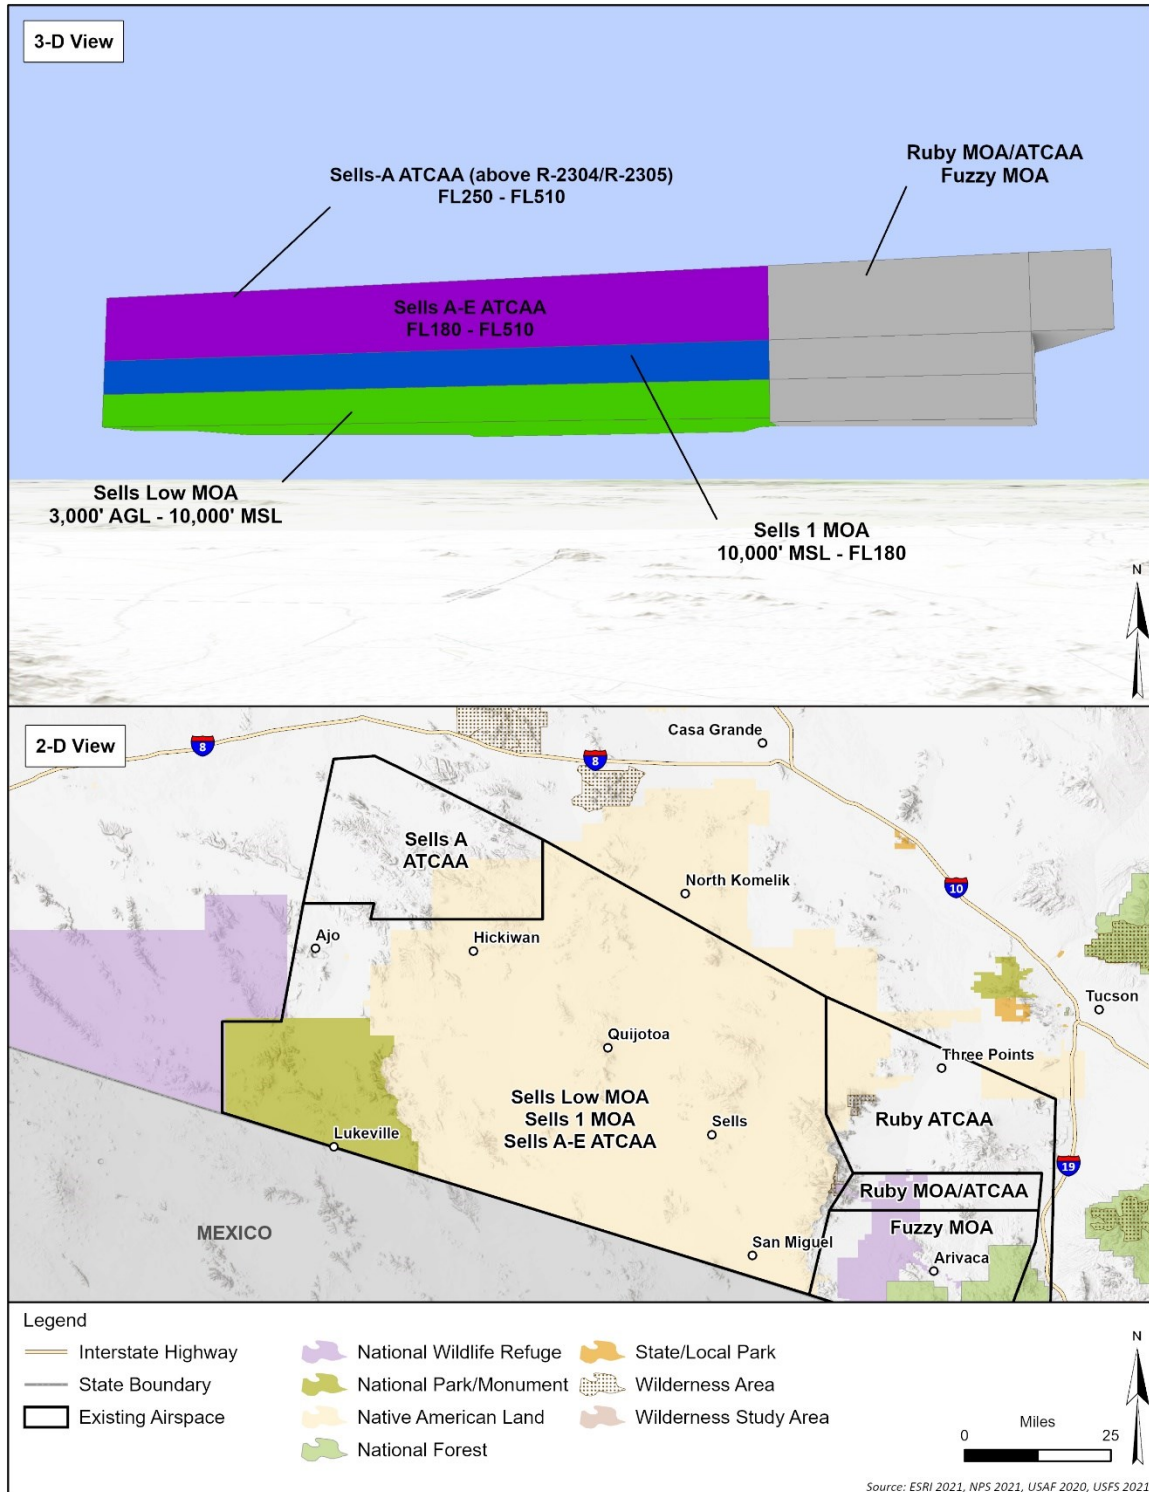 3-D View
Sells-A ATCAA (above R-2304/R-2305)
FL250 - FL510
Ruby MOA/ATCAA
Fuzzy MOA
Sells A-E ATCAA
FL180 - FL510
Sells Low MOA
3,000' AGL - 10,000' MSL
Sells 1 MOA
10,000' MSL - FL180
N
2-D View
8
8
Casa Grande
Sells A
ATCAA
North Komelik
10
Ajo
Hickiwan
Tucson
Quijotoa
Three Points
Sells Low MOA
Sells 1 MOA
Sells A-E ATCAA
Sells
Ruby ATCAA
Lukeville
19
Ruby MOA/ATCAA
Fuzzy MOA
MEXICO
San Miguel
Arivaca
Legend
Interstate Highway
State Boundary
Existing Airspace
National Wildlife Refuge
National Park/Monument
Native American Land
National Forest
State/Local Park
Wilderness Area
Wilderness Study Area
N
Miles
0 25
Source: ESRI 2021, NPS 2021, USAF 2020, USFS 2021